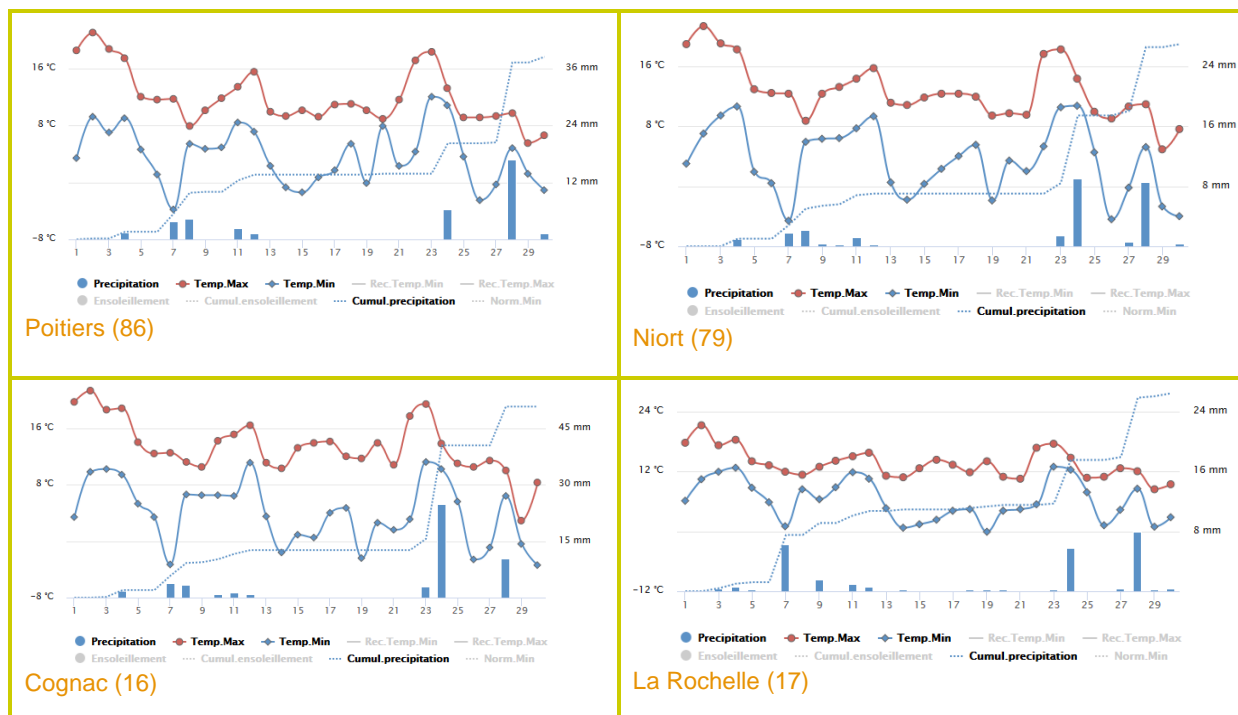 16 °C
36 mm
8 °C
24 mm
12 mm
-8 °C
1 3 5 7 9 11 13 15 17 19 21 23 25 27 29
Precipitation Temp.Max Temp.Min Rec.Temp.Min Rec.Temp.Max
Ensoleillement Cumul.ensoleillement Cumul.precipitation Norm.Min
Poitiers (86)
16 °C
24 mm
8 °C
16 mm
8 mm
-8 °C
1 3 5 7 9 11 13 15 17 19 21 23 25 27 29
Precipitation Temp.Max Temp.Min Rec.Temp.Min Rec.Temp.Max
Ensoleillement Cumul.ensoleillement Cumul.precipitation Norm.Min
Niort (79)
16 °C
45 mm
8 °C
30 mm
15 mm
-8 °C
1 3 5 7 9 11 13 15 17 19 21 23 25 27 29
Precipitation Temp.Max Temp.Min Rec.Temp.Min Rec.Temp.Max
Ensoleillement Cumul.ensoleillement Cumul.precipitation Norm.Min
Cognac (16)
24 °C
24 mm
12 °C
16 mm
8 mm
-12 °C
1 3 5 7 9 11 13 15 17 19 21 23 25 27 29
Precipitation Temp.Max Temp.Min Rec.Temp.Min Rec.Temp.Max
Ensoleillement Cumul.ensoleillement Cumul.precipitation Norm.Min
La Rochelle (17)